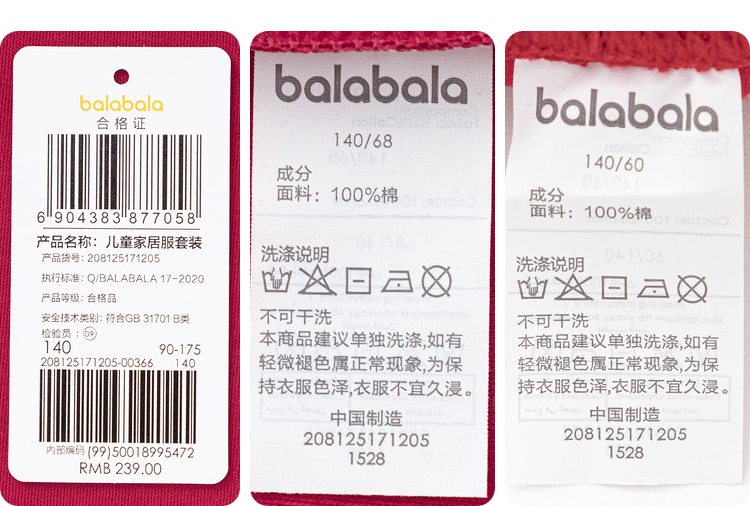 balabala
合格证
6 904383 877058
产品名称：儿童家居服套装
产品货号：208125171205
执行标准：Q/BALABALA 17-2020
产品等级：合格品
安全技术类别：符合GB 31701 B类
检验员：09
140 90-175
208125171205-00366 140
内部编码 (99)50018995472
RMB 239.00
balabala
140/68
成分
面料：100%棉
洗涤说明
不可干洗
本商品建议单独洗涤,如有
轻微褪色属正常现象,为保
持衣服色泽,衣服不宜久浸。
中国制造
208125171205
1528
balabala
140/60
成分
面料：100%棉
洗涤说明
不可干洗
本商品建议单独洗涤,如有
轻微褪色属正常现象,为保
持衣服色泽,衣服不宜久浸。
中国制造
208125171205
1528